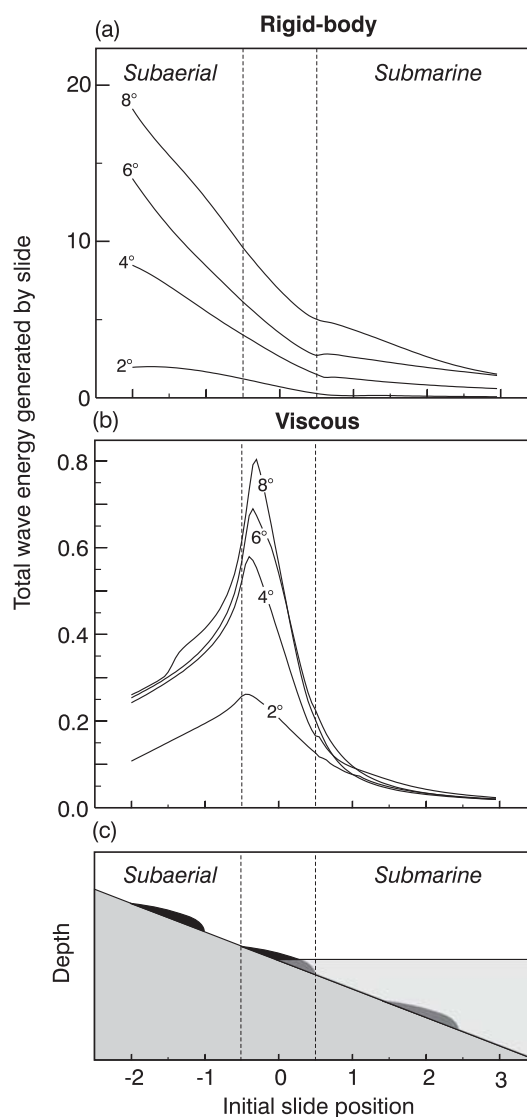 (a)
Rigid-body
Subaerial
Submarine
20
8°
6°
10
4°
2°
0
Total wave energy generated by slide
(b)
Viscous
0.8
8°
0.6
6°
4°
0.4
2°
0.2
0.0
(c)
Subaerial
Submarine
Depth
-2 -1 0 1 2 3
Initial slide position